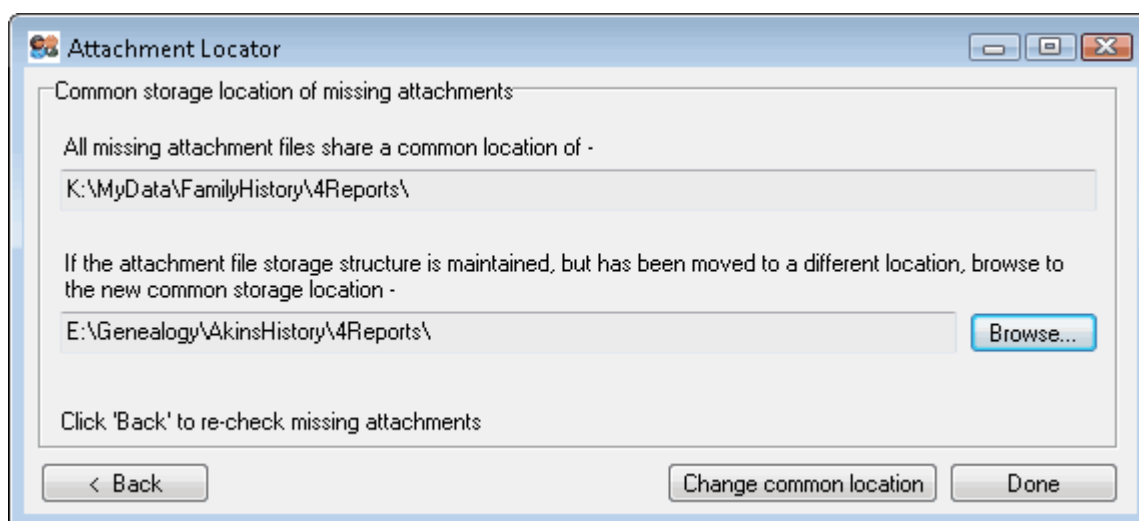 Attachment Locator
Common storage location of missing attachments
All missing attachment files share a common location of -
K:\MyData\FamilyHistory\4Reports\
If the attachment file storage structure is maintained, but has been moved to a different location, browse to
the new common storage location -
E:\Genealogy\AkinsHistory\4Reports\
Browse...
Click 'Back' to re-check missing attachments
< Back
Change common location
Done